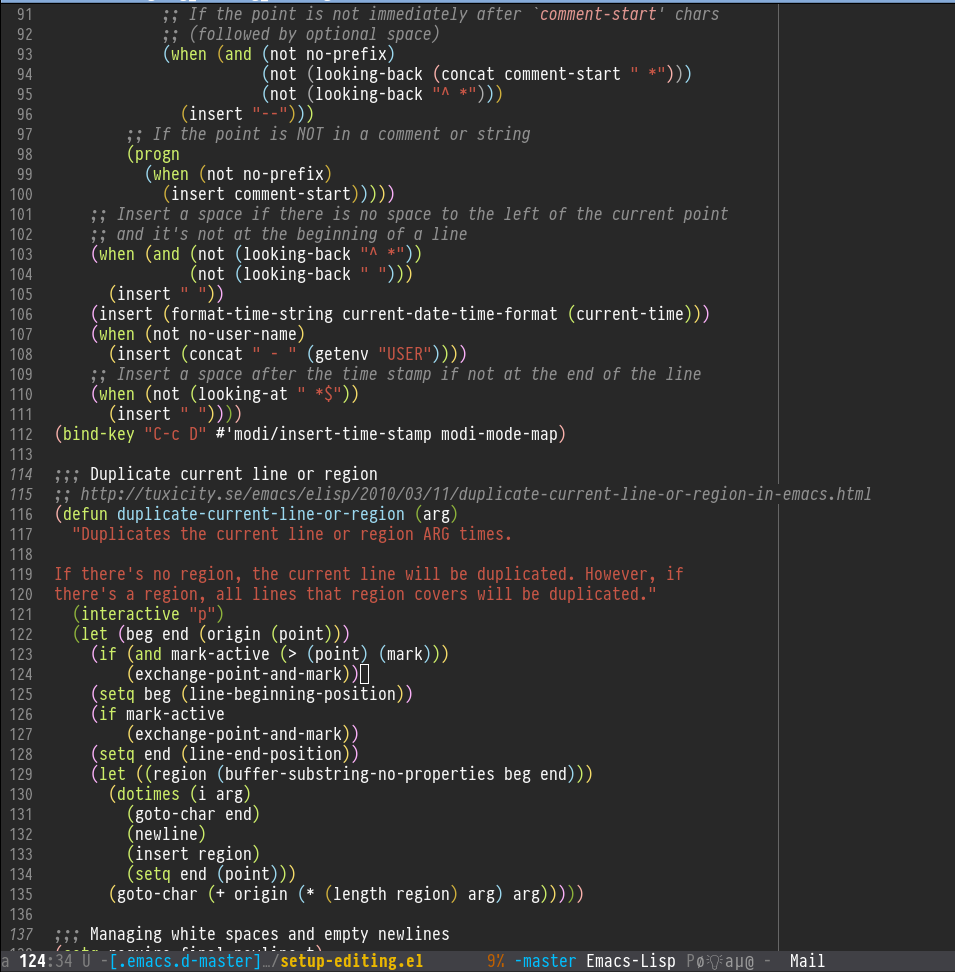 91 ;; If the point is not immediately after `comment-start' chars
92 ;; (followed by optional space)
93 (when (and (not no-prefix)
94 (not (looking-back (concat comment-start " *")))
95 (not (looking-back "^ *")))
96 (insert "--")))
97 ;; If the point is NOT in a comment or string
98 (progn
99 (when (not no-prefix)
100 (insert comment-start)))))
101 ;; Insert a space if there is no space to the left of the current point
102 ;; and it's not at the beginning of a line
103 (when (and (not (looking-back "^ *"))
104 (not (looking-back " ")))
105 (insert " "))
106 (insert (format-time-string current-date-time-format (current-time)))
107 (when (not no-user-name)
108 (insert (concat " - " (getenv "USER"))))
109 ;; Insert a space after the time stamp if not at the end of the line
110 (when (not (looking-at " *$"))
111 (insert " "))))
112 (bind-key "C-c D" #'modi/insert-time-stamp modi-mode-map)
113
114 ;;; Duplicate current line or region
115 ;; http://tuxicity.se/emacs/elisp/2010/03/11/duplicate-current-line-or-region-in-emacs.html
116 (defun duplicate-current-line-or-region (arg)
117 "Duplicates the current line or region ARG times.
118
119 If there's no region, the current line will be duplicated. However, if
120 there's a region, all lines that region covers will be duplicated."
121 (interactive "p")
122 (let (beg end (origin (point)))
123 (if (and mark-active (> (point) (mark)))
124 (exchange-point-and-mark))
125 (setq beg (line-beginning-position))
126 (if mark-active
127 (exchange-point-and-mark))
128 (setq end (line-end-position))
129 (let ((region (buffer-substring-no-properties beg end)))
130 (dotimes (i arg)
131 (goto-char end)
132 (newline)
133 (insert region)
134 (setq end (point)))
135 (goto-char (+ origin (* (length region) arg) arg)))))
136
137 ;;; Managing white spaces and empty newlines
a 124:34 U -[.emacs.d-master]…/setup-editing.el 9% -master Emacs-Lisp Pø aµ@ - Mail